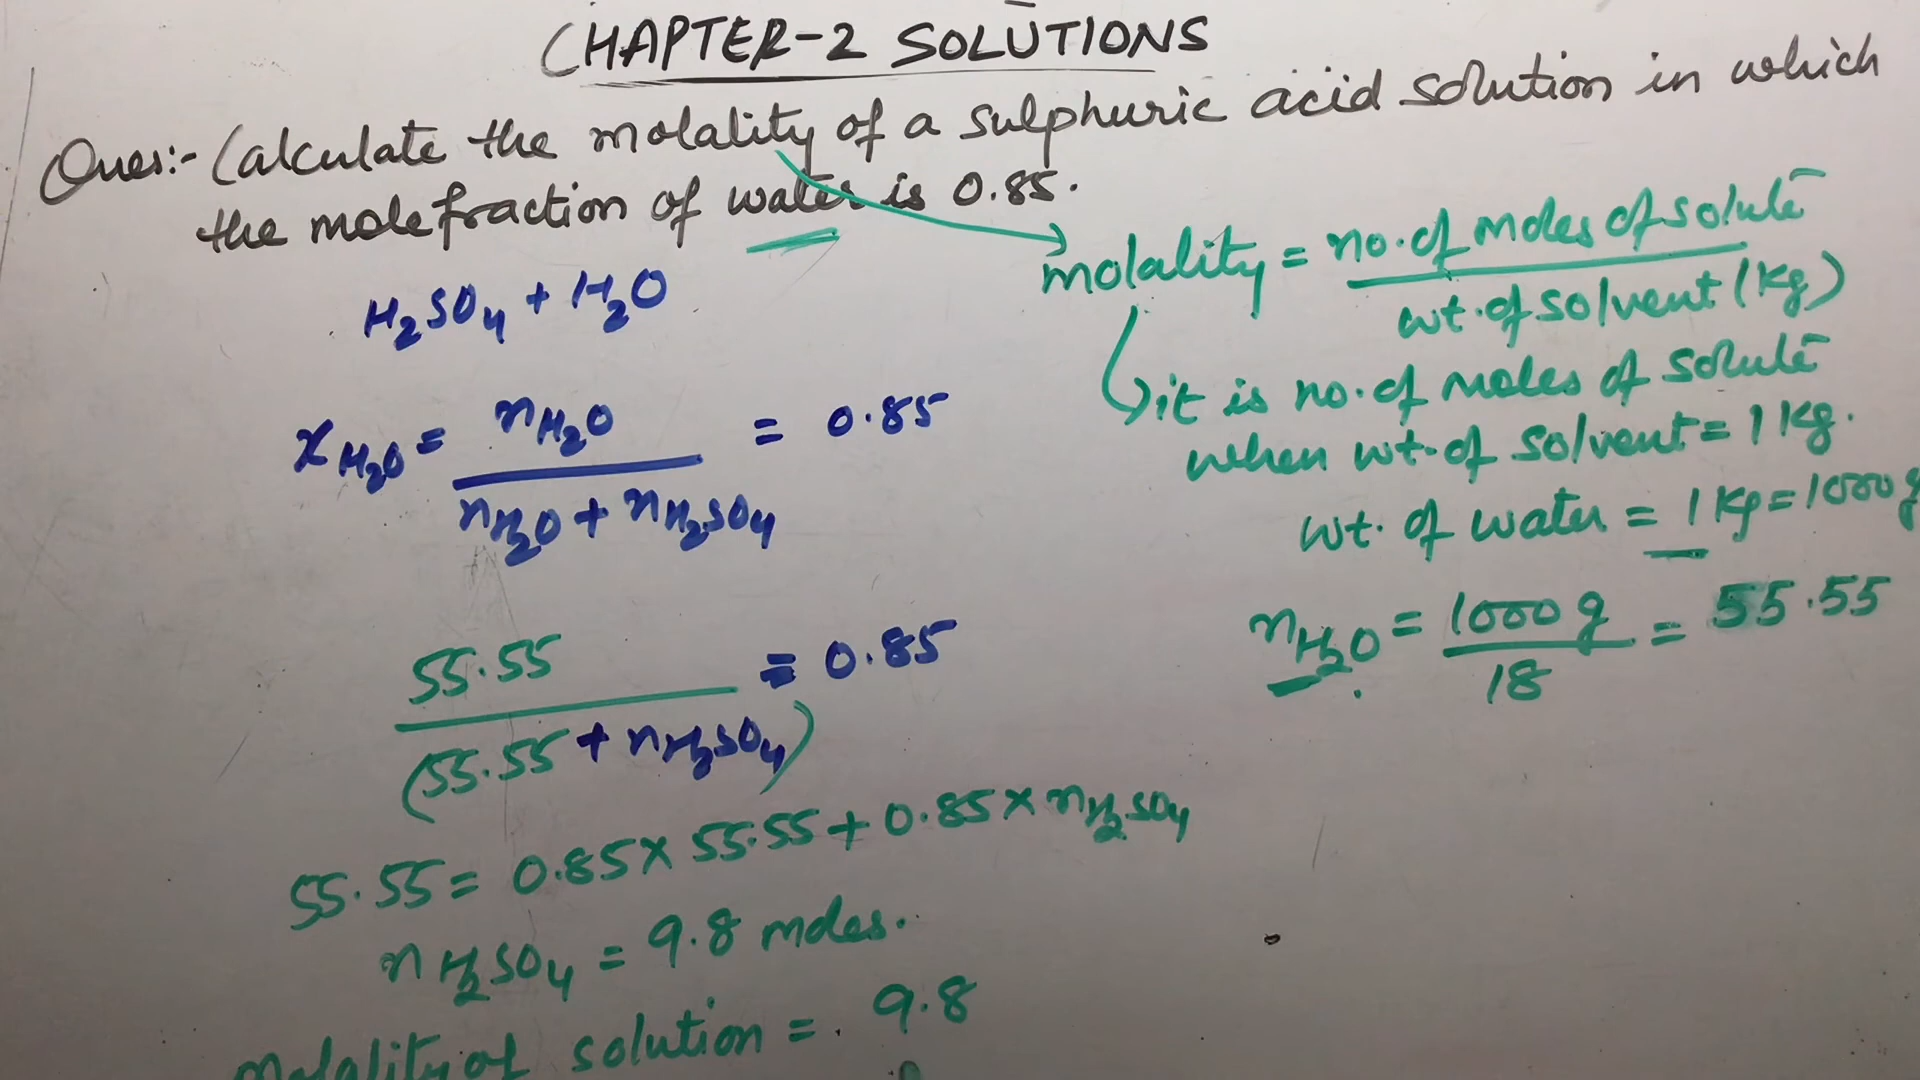 CHAPTER-2 SOLUTIONS
Ques:- Calculate the molality of a sulphuric acid solution in which
the mole fraction of water is 0.85.
H₂SO₄ + H₂O
molality = no. of moles of solute
wt. of solvent (kg)
it is no. of moles of solute
when wt. of solvent = 1 kg.
wt. of water = 1 kg = 1000 g
nH₂O = 1000 g = 55.55
18
xH₂O = nH₂O = 0.85
nH₂O + nH₂SO₄
55.55 = 0.85
(55.55 + nH₂SO₄)
55.55 = 0.85 × 55.55 + 0.85 × nH₂SO₄
nH₂SO₄ = 9.8 moles.
Molality of solution = 9.8